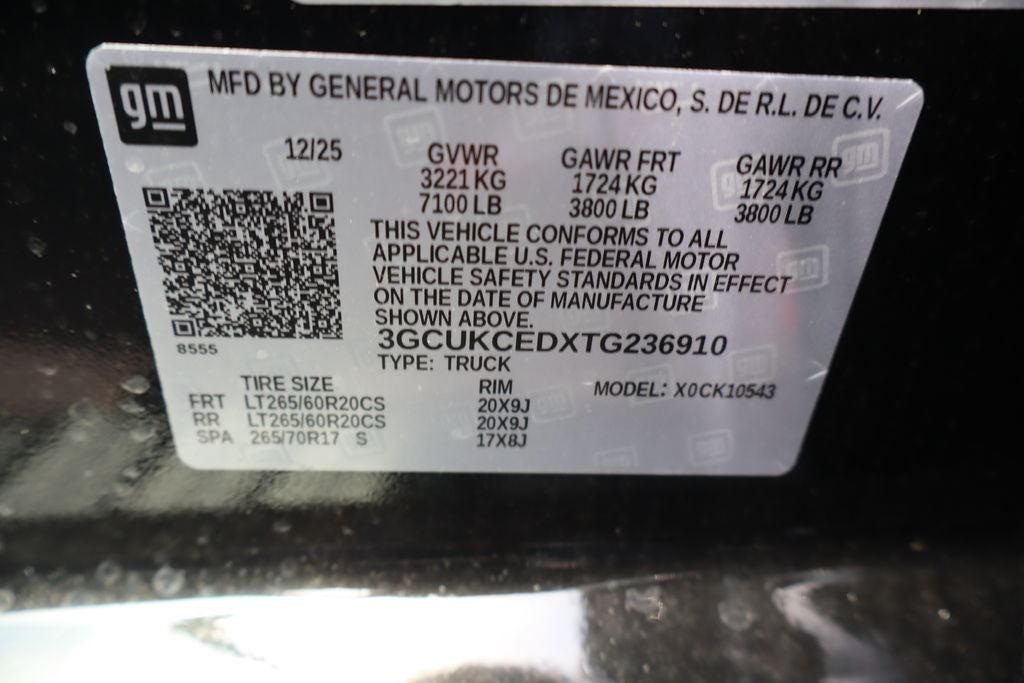 gm MFD BY GENERAL MOTORS DE MEXICO, S. DE R.L. DE C.V.
12/25 GVWR GAWR FRT GAWR RR
3221 KG 1724 KG 1724 KG
7100 LB 3800 LB 3800 LB
THIS VEHICLE CONFORMS TO ALL
APPLICABLE U.S. FEDERAL MOTOR
VEHICLE SAFETY STANDARDS IN EFFECT
ON THE DATE OF MANUFACTURE
SHOWN ABOVE.
3GCUKCEDXTG236910
8555
TYPE: TRUCK
TIRE SIZE RIM MODEL: X0CK10543
FRT LT265/60R20CS 20X9J
RR LT265/60R20CS 20X9J
SPA 265/70R17 S 17X8J